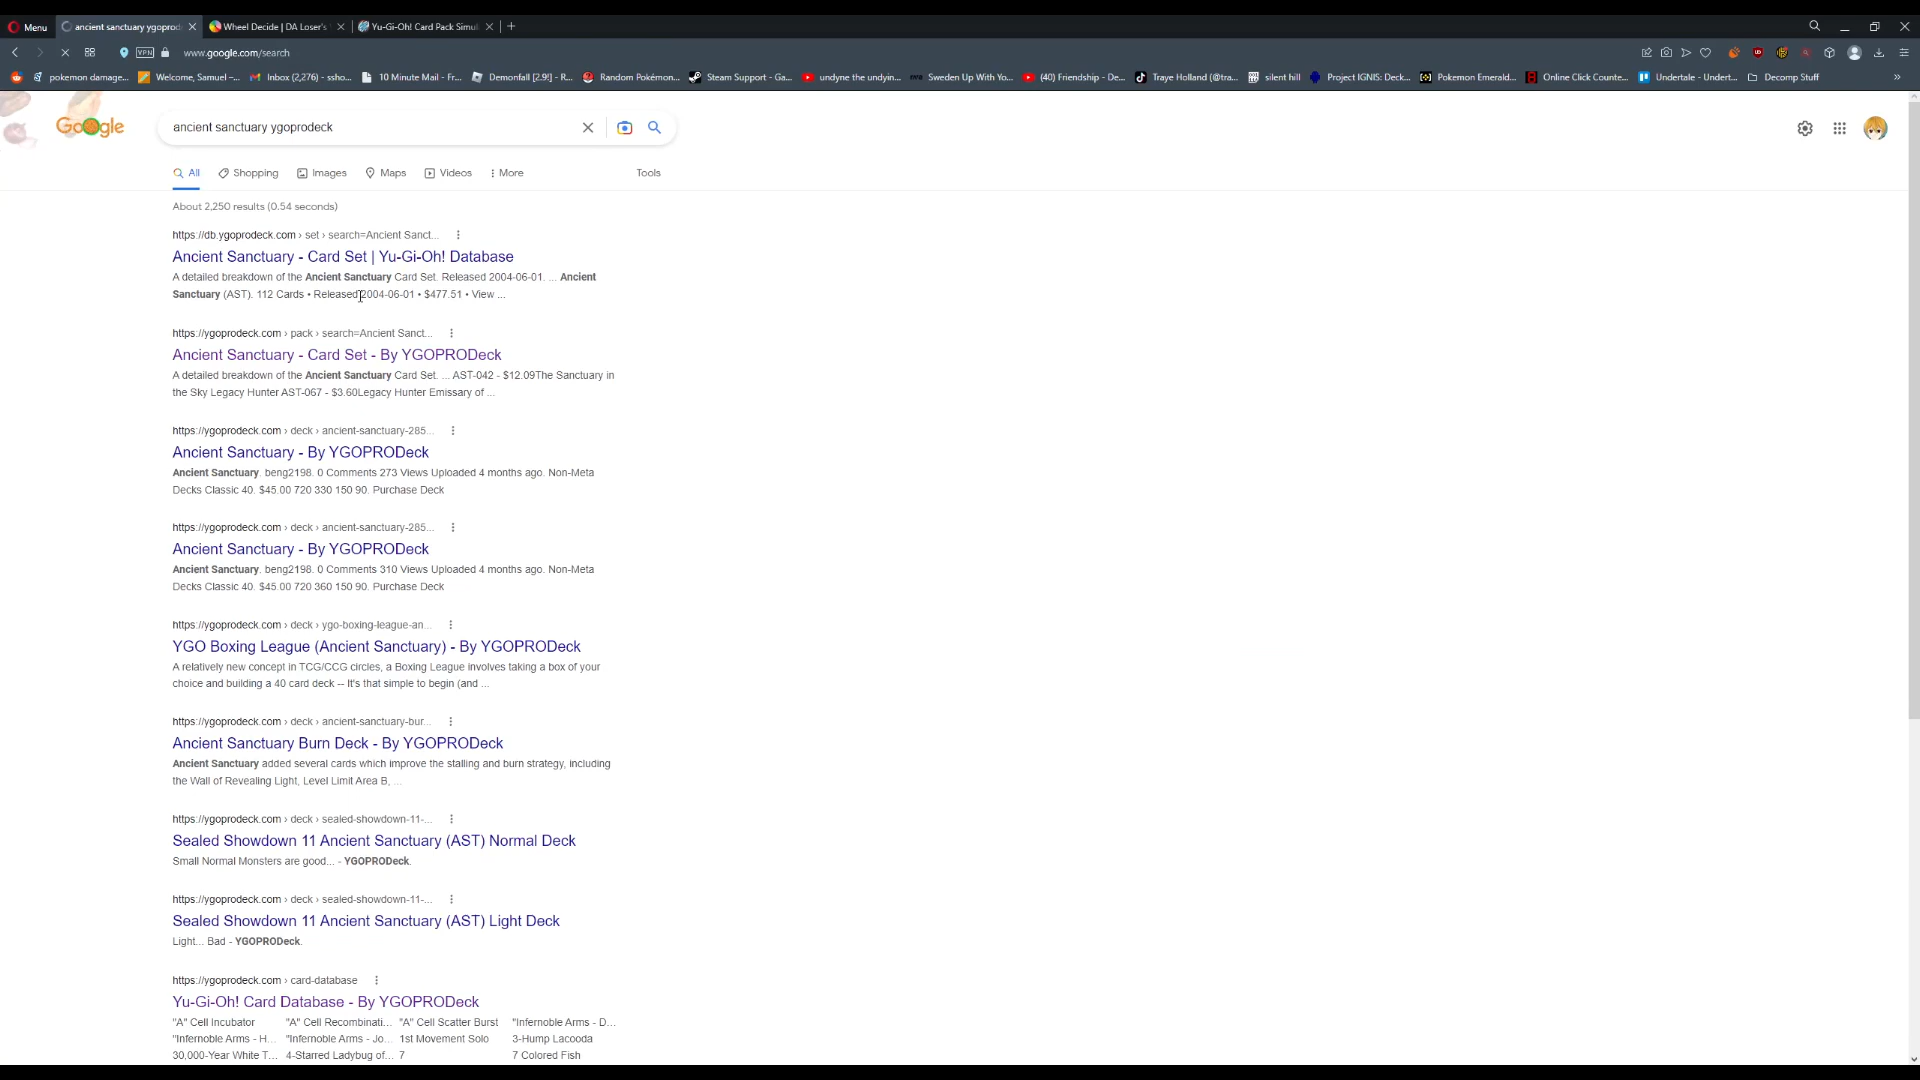 Menu
ancient sanctuary ygoprod
Wheel Decide | DA Loser's
Yu-Gi-Oh! Card Pack Simul
VPN
www.google.com/search
pokemon damage...
Welcome, Samuel –...
Inbox (2,276) - ssho...
10 Minute Mail - Fr...
Demonfall [2.9!] - R...
Random Pokémon...
Steam Support - Ga...
undyne the undyin...
Sweden Up With Yo...
(40) Friendship - De...
Traye Holland (@tra...
silent hill
Project IGNIS: Deck...
Pokemon Emerald...
Online Click Counte...
Undertale - Undert...
Decomp Stuff
Google
ancient sanctuary ygoprodeck
All
Shopping
Images
Maps
Videos
More
Tools
About 2,250 results (0.54 seconds)
https://db.ygoprodeck.com › set › search=Ancient Sanct...
Ancient Sanctuary - Card Set | Yu-Gi-Oh! Database
A detailed breakdown of the Ancient Sanctuary Card Set. Released 2004-06-01. ... Ancient
Sanctuary (AST). 112 Cards • Released 2004-06-01 • $477.51 • View ...
https://ygoprodeck.com › pack › search=Ancient Sanct...
Ancient Sanctuary - Card Set - By YGOPRODeck
A detailed breakdown of the Ancient Sanctuary Card Set. ... AST-042 - $12.09The Sanctuary in
the Sky Legacy Hunter AST-067 - $3.60Legacy Hunter Emissary of ...
https://ygoprodeck.com › deck › ancient-sanctuary-285...
Ancient Sanctuary - By YGOPRODeck
Ancient Sanctuary. beng2198. 0 Comments 273 Views Uploaded 4 months ago. Non-Meta
Decks Classic 40. $45.00 720 330 150 90. Purchase Deck
https://ygoprodeck.com › deck › ancient-sanctuary-285...
Ancient Sanctuary - By YGOPRODeck
Ancient Sanctuary. beng2198. 0 Comments 310 Views Uploaded 4 months ago. Non-Meta
Decks Classic 40. $45.00 720 360 150 90. Purchase Deck
https://ygoprodeck.com › deck › ygo-boxing-league-an...
YGO Boxing League (Ancient Sanctuary) - By YGOPRODeck
A relatively new concept in TCG/CCG circles, a Boxing League involves taking a box of your
choice and building a 40 card deck -- It's that simple to begin (and ...
https://ygoprodeck.com › deck › ancient-sanctuary-bur...
Ancient Sanctuary Burn Deck - By YGOPRODeck
Ancient Sanctuary added several cards which improve the stalling and burn strategy, including
the Wall of Revealing Light, Level Limit Area B, ...
https://ygoprodeck.com › deck › sealed-showdown-11-...
Sealed Showdown 11 Ancient Sanctuary (AST) Normal Deck
Small Normal Monsters are good... - YGOPRODeck.
https://ygoprodeck.com › deck › sealed-showdown-11-...
Sealed Showdown 11 Ancient Sanctuary (AST) Light Deck
Light... Bad - YGOPRODeck.
https://ygoprodeck.com › card-database
Yu-Gi-Oh! Card Database - By YGOPRODeck
"A" Cell Incubator "A" Cell Recombinati... "A" Cell Scatter Burst "Infernoble Arms - D...
"Infernoble Arms - H... "Infernoble Arms - Jo... 1st Movement Solo 3-Hump Lacooda
30,000-Year White T... 4-Starred Ladybug of... 7 7 Colored Fish